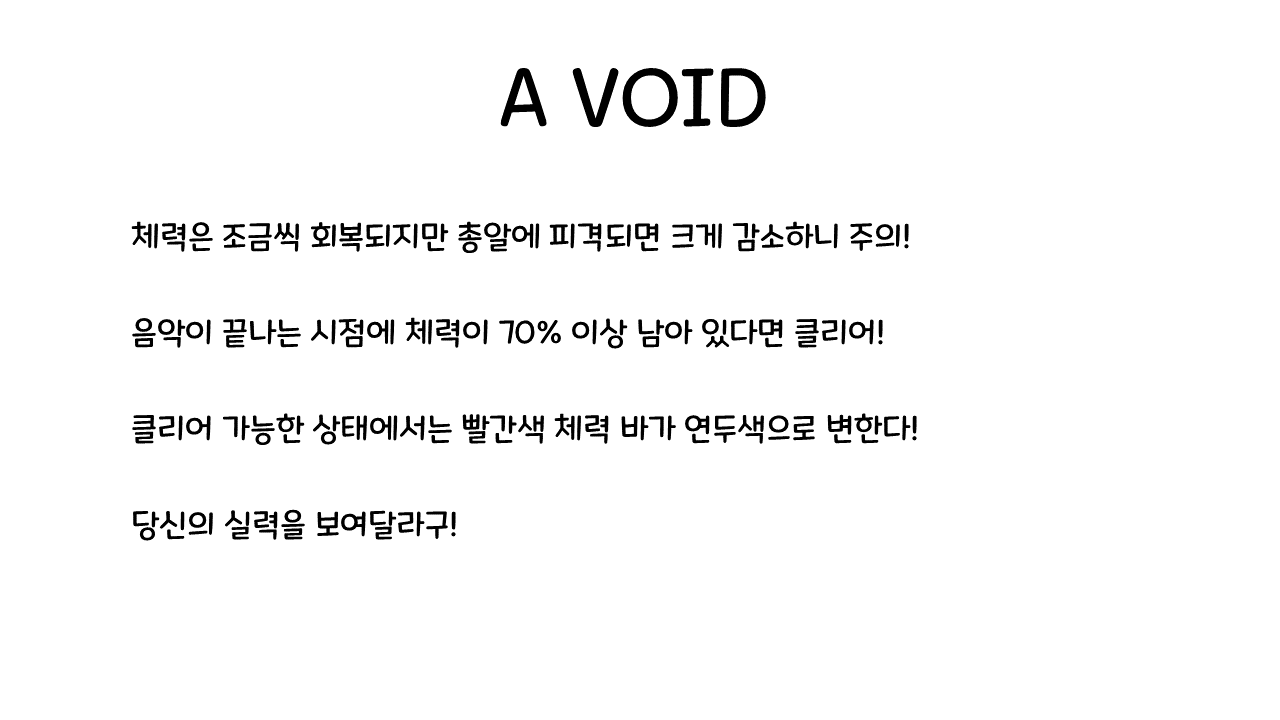 A VOID
체력은 조금씩 회복되지만 총알에 피격되면 크게 감소하니 주의!
음악이 끝나는 시점에 체력이 70% 이상 남아 있다면 클리어!
클리어 가능한 상태에서는 빨간색 체력 바가 연두색으로 변한다!
당신의 실력을 보여달라구!